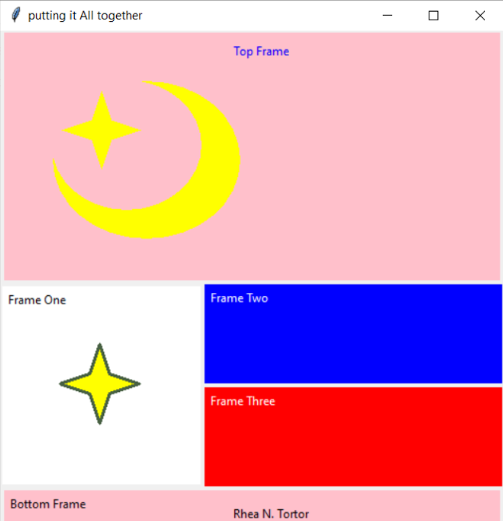 putting it All together
Top Frame
Frame One
Frame Two
Frame Three
Bottom Frame
Rhea N. Tortor